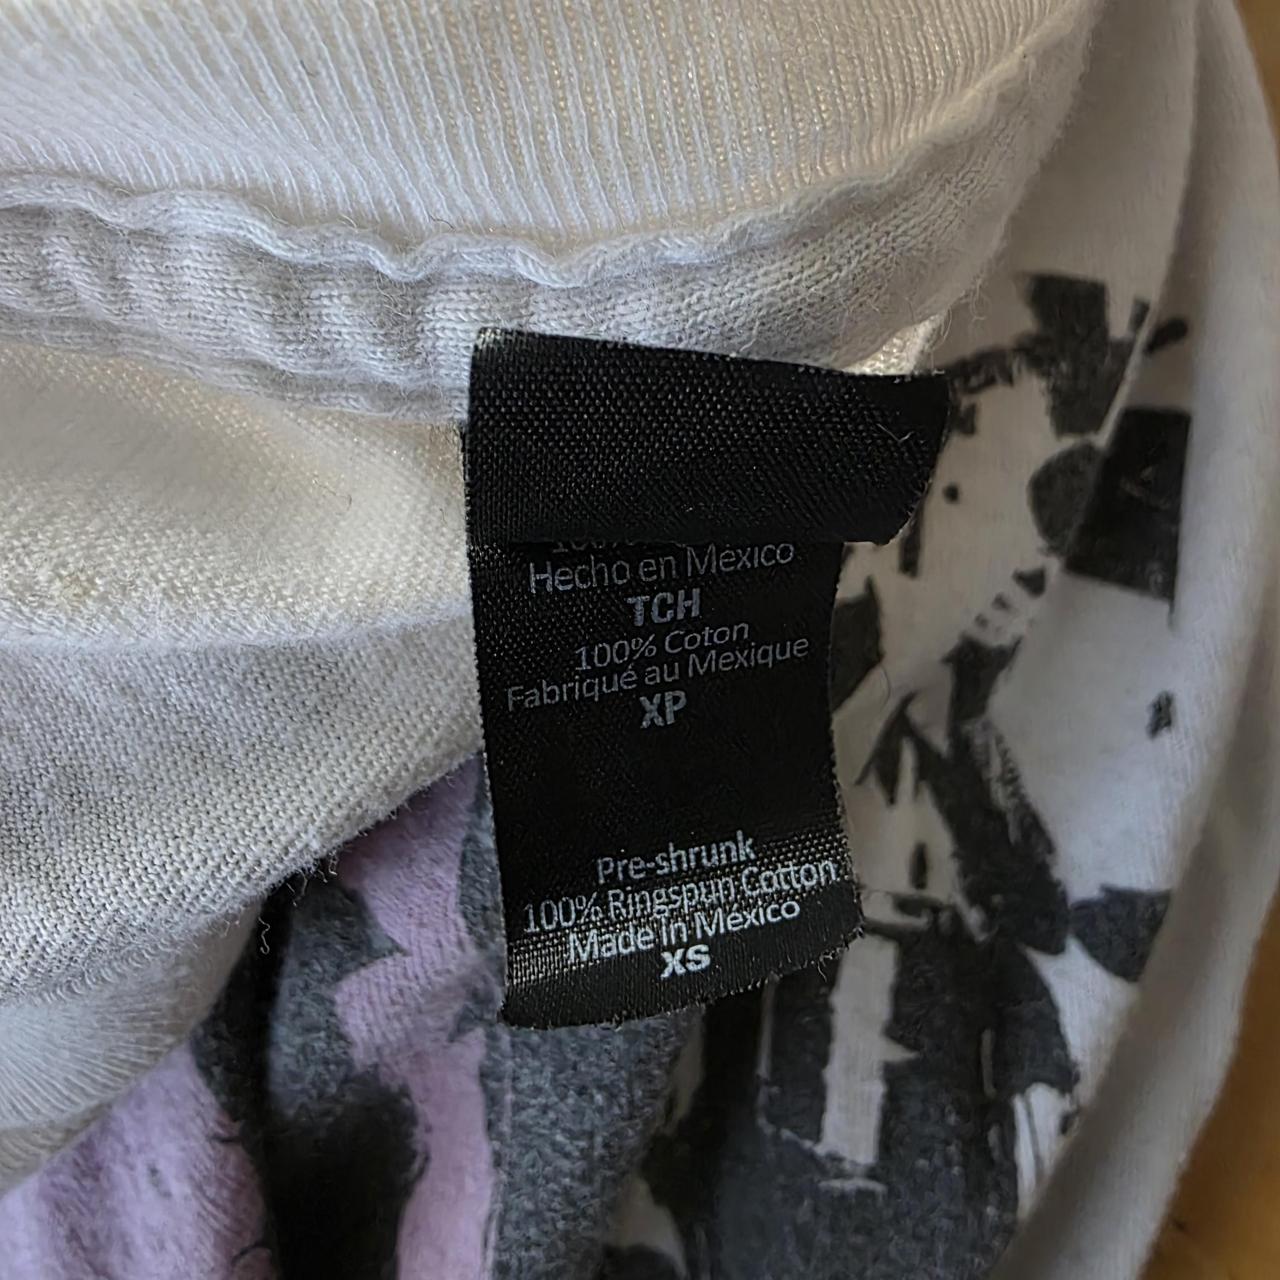 Hecho en México
TCH
100% Coton
Fabriqué au Mexique
XP
Pre-shrunk
100% Ringspun Cotton
Made in México
XS